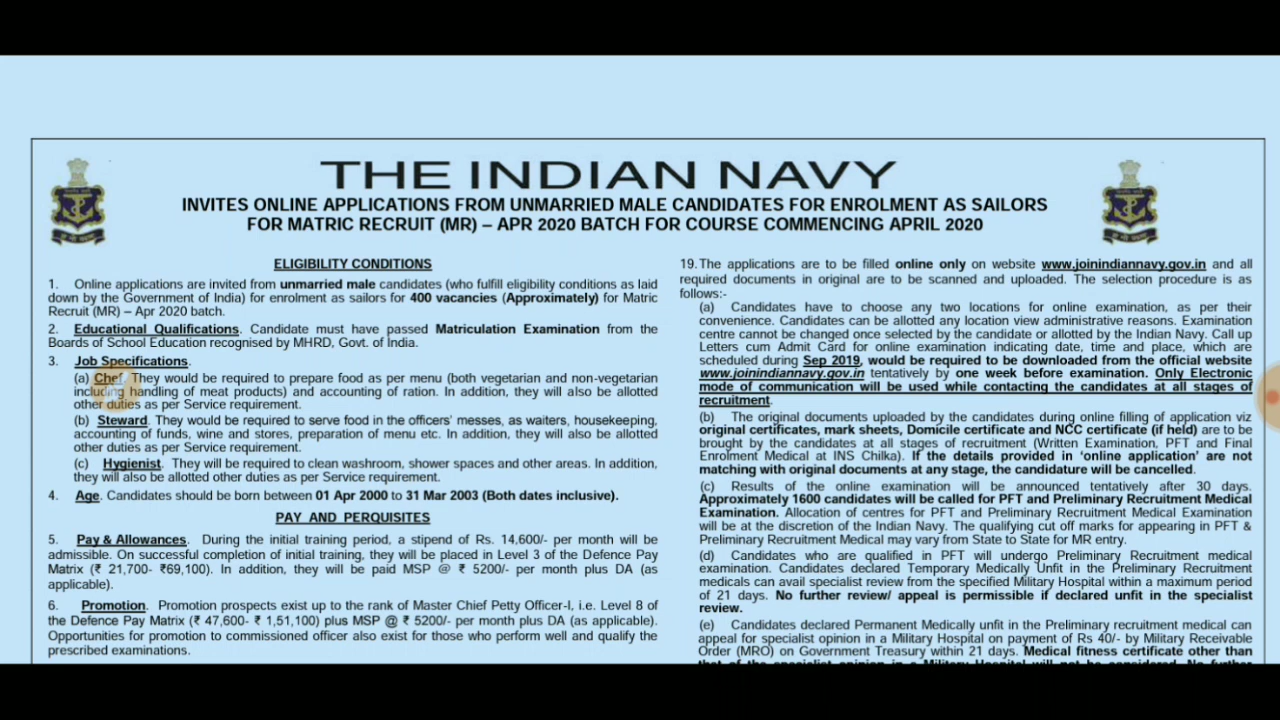 THE INDIAN NAVY
INVITES ONLINE APPLICATIONS FROM UNMARRIED MALE CANDIDATES FOR ENROLMENT AS SAILORS
FOR MATRIC RECRUIT (MR) – APR 2020 BATCH FOR COURSE COMMENCING APRIL 2020
ELIGIBILITY CONDITIONS
1. Online applications are invited from unmarried male candidates (who fulfill eligibility conditions as laid
down by the Government of India) for enrolment as sailors for 400 vacancies (Approximately) for Matric
Recruit (MR) – Apr 2020 batch.
2. Educational Qualifications. Candidate must have passed Matriculation Examination from the
Boards of School Education recognised by MHRD, Govt. of India.
3. Job Specifications.
(a) Chef. They would be required to prepare food as per menu (both vegetarian and non-vegetarian
including handling of meat products) and accounting of ration. In addition, they will also be allotted
other duties as per Service requirement.
(b) Steward. They would be required to serve food in the officers' messes, as waiters, housekeeping,
accounting of funds, wine and stores, preparation of menu etc. In addition, they will also be allotted
other duties as per Service requirement.
(c) Hygienist. They will be required to clean washroom, shower spaces and other areas. In addition,
they will also be allotted other duties as per Service requirement.
4. Age. Candidates should be born between 01 Apr 2000 to 31 Mar 2003 (Both dates inclusive).
PAY AND PERQUISITES
5. Pay & Allowances. During the initial training period, a stipend of Rs. 14,600/- per month will be
admissible. On successful completion of initial training, they will be placed in Level 3 of the Defence Pay
Matrix (₹ 21,700- ₹69,100). In addition, they will be paid MSP @ ₹ 5200/- per month plus DA (as
applicable).
6. Promotion. Promotion prospects exist up to the rank of Master Chief Petty Officer-I, i.e. Level 8 of
the Defence Pay Matrix (₹ 47,600- ₹ 1,51,100) plus MSP @ ₹ 5200/- per month plus DA (as applicable).
Opportunities for promotion to commissioned officer also exist for those who perform well and qualify the
prescribed examinations.
19. The applications are to be filled online only on website www.joinindiannavy.gov.in and all
required documents in original are to be scanned and uploaded. The selection procedure is as
follows:-
(a) Candidates have to choose any two locations for online examination, as per their
convenience. Candidates can be allotted any location view administrative reasons. Examination
centre cannot be changed once selected by the candidate or allotted by the Indian Navy. Call up
Letters cum Admit Card for online examination indicating date, time and place, which are
scheduled during Sep 2019, would be required to be downloaded from the official website
www.joinindiannavy.gov.in tentatively by one week before examination. Only Electronic
mode of communication will be used while contacting the candidates at all stages of
recruitment.
(b) The original documents uploaded by the candidates during online filling of application viz
original certificates, mark sheets, Domicile certificate and NCC certificate (if held) are to be
brought by the candidates at all stages of recruitment (Written Examination, PFT and Final
Enrolment Medical at INS Chilka). If the details provided in 'online application' are not
matching with original documents at any stage, the candidature will be cancelled.
(c) Results of the online examination will be announced tentatively after 30 days.
Approximately 1600 candidates will be called for PFT and Preliminary Recruitment Medical
Examination. Allocation of centres for PFT and Preliminary Recruitment Medical Examination
will be at the discretion of the Indian Navy. The qualifying cut off marks for appearing in PFT &
Preliminary Recruitment Medical may vary from State to State for MR entry.
(d) Candidates who are qualified in PFT will undergo Preliminary Recruitment medical
examination. Candidates declared Temporary Medically Unfit in the Preliminary Recruitment
medicals can avail specialist review from the specified Military Hospital within a maximum period
of 21 days. No further review/ appeal is permissible if declared unfit in the specialist
review.
(e) Candidates declared Permanent Medically unfit in the Preliminary recruitment medical can
appeal for specialist opinion in a Military Hospital on payment of Rs 40/- by Military Receivable
Order (MRO) on Government Treasury within 21 days. Medical fitness certificate other than
that of the specialist opinion in a Military Hospital will not be considered. No further